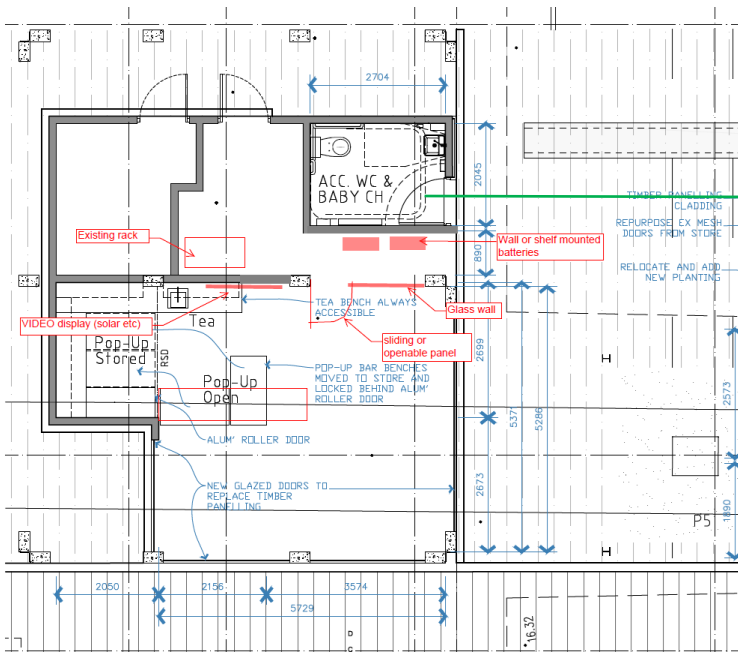 2704
ACC. WC &
BABY CH
2045
TIMBER PANELLING
CLADDING
REPURPOSE EX MESH
DOORS FROM STORE
Existing rack
Wall or shelf mounted
batteries
890
RELOCATE AND ADD
NEW PLANTING
TEA BENCH ALWAYS
ACCESSIBLE
Glass wall
VIDEO display (solar etc)
Tea
sliding or
openable panel
Pop-Up
Stored
RSD
2699
POP-UP BAR BENCHES
MOVED TO STORE AND
LOCKED BEHIND ALUM'
ROLLER DOOR
Pop-Up
Open
5286
2573
ALUM' ROLLER DOOR
NEW GLAZED DOORS TO
REPLACE TIMBER
PANELLING
2673
1890
P5
2050
2156
3574
5729
16.32